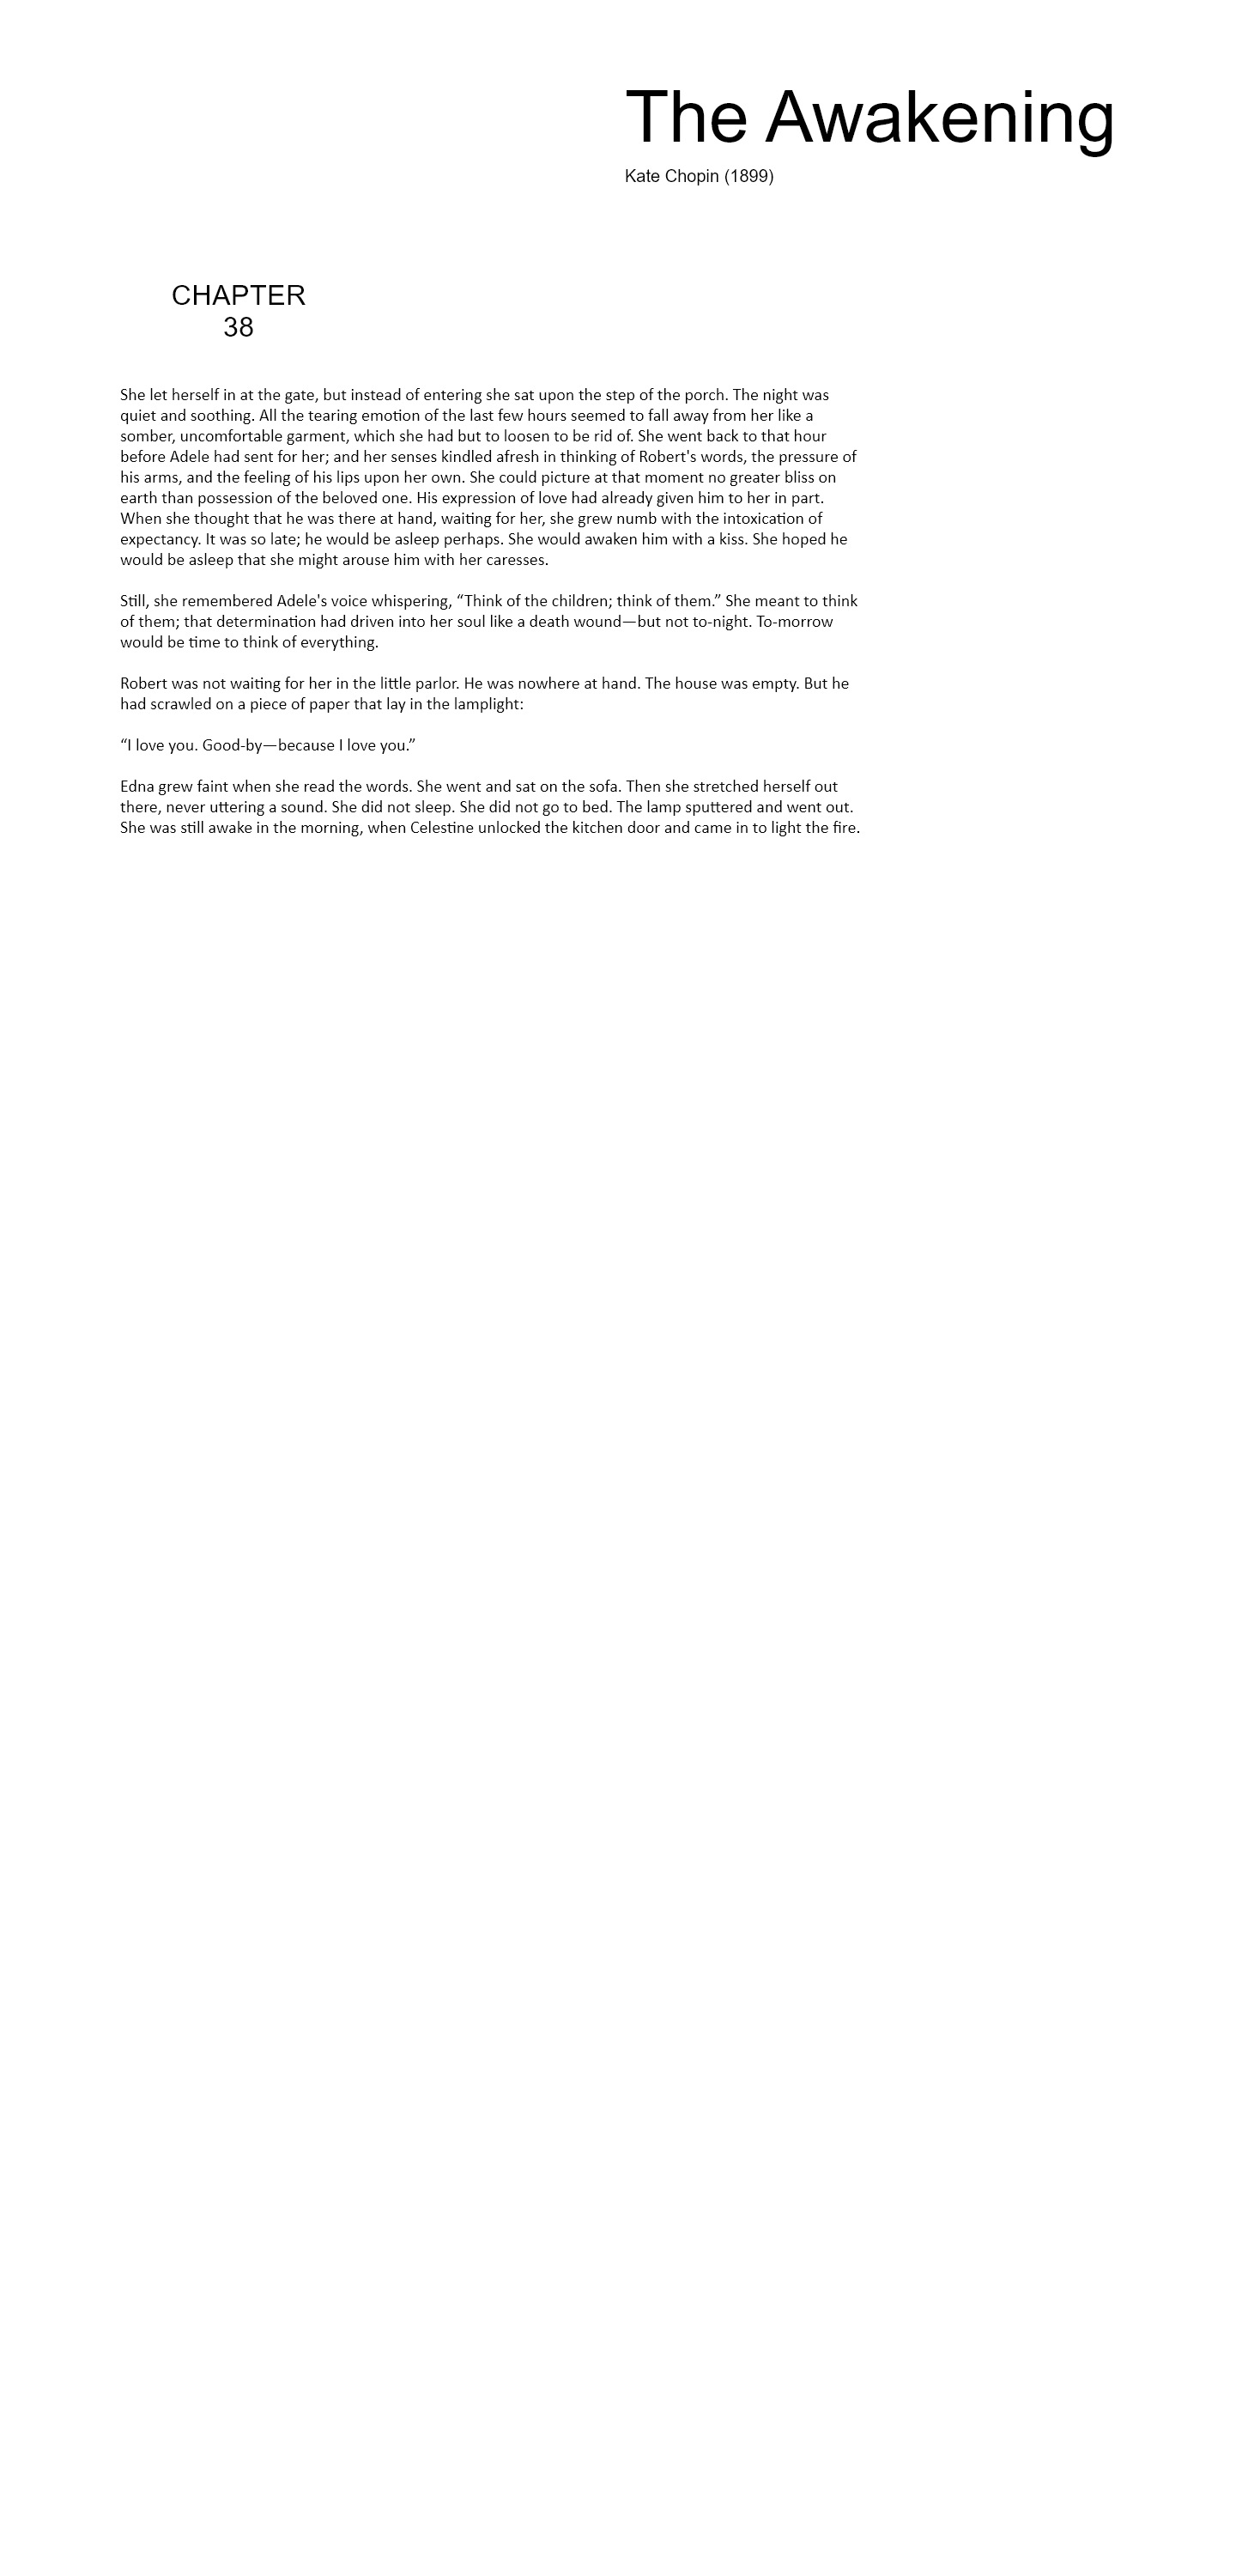 The Awakening
Kate Chopin (1899)
CHAPTER
38
She let herself in at the gate, but instead of entering she sat upon the step of the porch. The night was
quiet and soothing. All the tearing emotion of the last few hours seemed to fall away from her like a
somber, uncomfortable garment, which she had but to loosen to be rid of. She went back to that hour
before Adele had sent for her; and her senses kindled afresh in thinking of Robert's words, the pressure of
his arms, and the feeling of his lips upon her own. She could picture at that moment no greater bliss on
earth than possession of the beloved one. His expression of love had already given him to her in part.
When she thought that he was there at hand, waiting for her, she grew numb with the intoxication of
expectancy. It was so late; he would be asleep perhaps. She would awaken him with a kiss. She hoped he
would be asleep that she might arouse him with her caresses.
Still, she remembered Adele's voice whispering, “Think of the children; think of them.” She meant to think
of them; that determination had driven into her soul like a death wound—but not to-night. To-morrow
would be time to think of everything.
Robert was not waiting for her in the little parlor. He was nowhere at hand. The house was empty. But he
had scrawled on a piece of paper that lay in the lamplight:
“I love you. Good-by—because I love you.”
Edna grew faint when she read the words. She went and sat on the sofa. Then she stretched herself out
there, never uttering a sound. She did not sleep. She did not go to bed. The lamp sputtered and went out.
She was still awake in the morning, when Celestine unlocked the kitchen door and came in to light the fire.